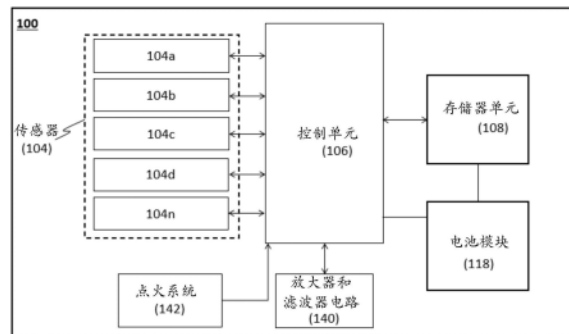 100
104a
104b
104c
104d
104n
传感器
(104)
控制单元
(106)
存储器单元
(108)
电池模块
(118)
点火系統
(142)
放大器和
滤波器电路
(140)